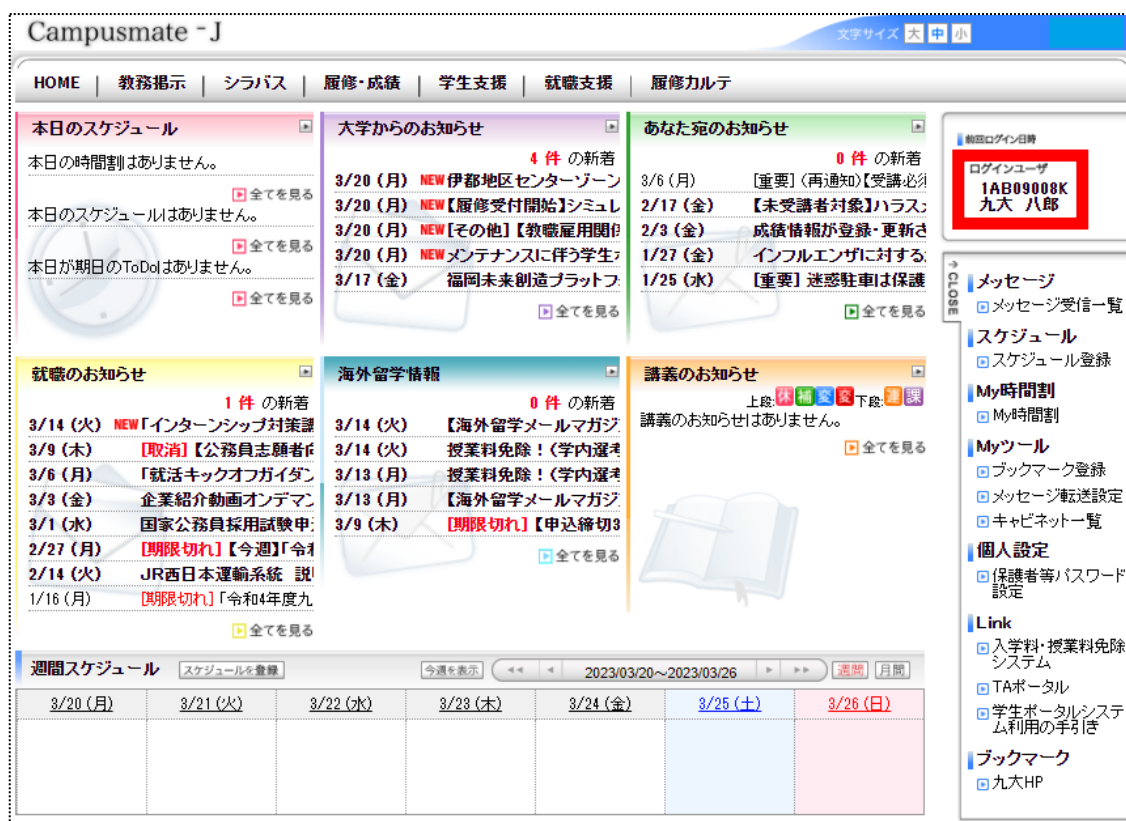 Campusmate-J
文字サイズ 大 中 小
HOME | 教務掲示 | シラバス | 履修・成績 | 学生支援 | 就職支援 | 履修カルテ
本日のスケジュール
本日の時間割はありません。
全てを見る
本日のスケジュールはありません。
全てを見る
本日が期日のToDoはありません。
全てを見る
大学からのお知らせ
4 件 の新着
3/20 (月) NEW 伊都地区センターゾーン
3/20 (月) NEW 【履修受付開始】シミュレ
3/20 (月) NEW [その他] 【教職雇用関
3/20 (月) NEW メンテナンスに伴う学生
3/17 (金) 福岡未来創造プラットフ
全てを見る
あなた宛のお知らせ
0 件 の新着
3/6 (月) [重要] (再通知)【受講必
2/17 (金) 【未受講者対象】ハラス
2/3 (金) 成績情報が登録・更新さ
1/27 (金) インフルエンザに対する
1/25 (水) [重要] 迷惑駐車は保護
全てを見る
前回ログイン日時
ログインユーザ
1AB09008K
九大 八郎
就職のお知らせ
1 件 の新着
3/14 (火) NEW 「インターンシップ対策講
3/9 (木) [取消] 【公務員志願者
3/6 (月) 「就活キックオフガイダン
3/3 (金) 企業紹介動画オンデマン
3/1 (水) 国家公務員採用試験申
2/27 (月) [期限切れ] 【今週】「令
2/14 (火) JR西日本運輸系統 説
1/16 (月) [期限切れ] 「令和4年度九
全てを見る
海外留学情報
0 件 の新着
3/14 (火) 【海外留学メールマガジ
3/14 (火) 授業料免除!(学内選考
3/13 (月) 授業料免除!(学内選考
3/13 (月) 【海外留学メールマガジ
3/9 (木) [期限切れ] 【申込締切3
全てを見る
講義のお知らせ
上段:休 補 変 変 下段:連 課
講義のお知らせはありません。
全てを見る
CLOSE
メッセージ
メッセージ受信一覧
スケジュール
スケジュール登録
My時間割
My時間割
Myツール
ブックマーク登録
メッセージ転送設定
キャビネット一覧
個人設定
保護者等パスワード
設定
Link
入学料・授業料免除
システム
TAポータル
学生ポータルシステ
ム利用の手引き
ブックマーク
九大HP
週間スケジュール スケジュールを登録 今週を表示 2023/03/20～2023/03/26 週間 月間
3/20 (月) 3/21 (火) 3/22 (水) 3/23 (木) 3/24 (金) 3/25 (土) 3/26 (日)